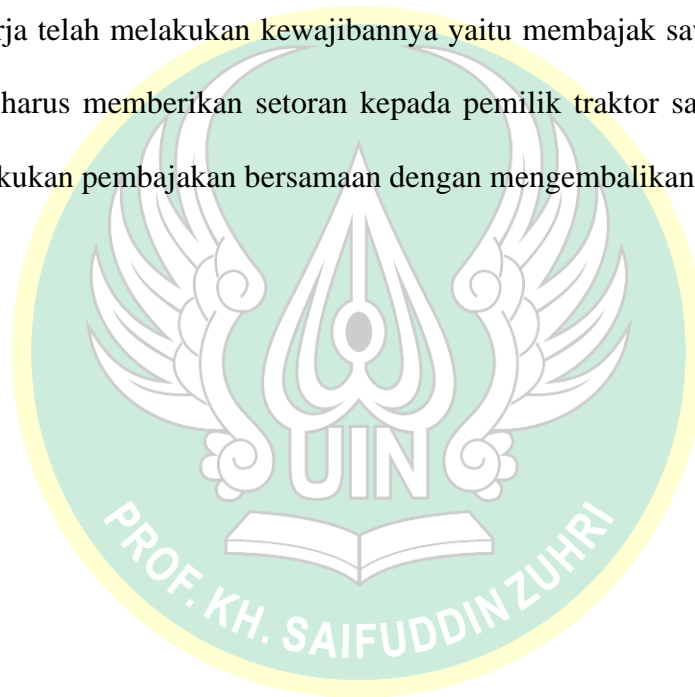 rja telah melakukan kewajibannya yaitu membajak sa
harus memberikan setoran kepada pemilik traktor sa
kukan pembajakan bersamaan dengan mengembalikan
UIN
PROF. KH. SAIFUDDIN ZUHRI